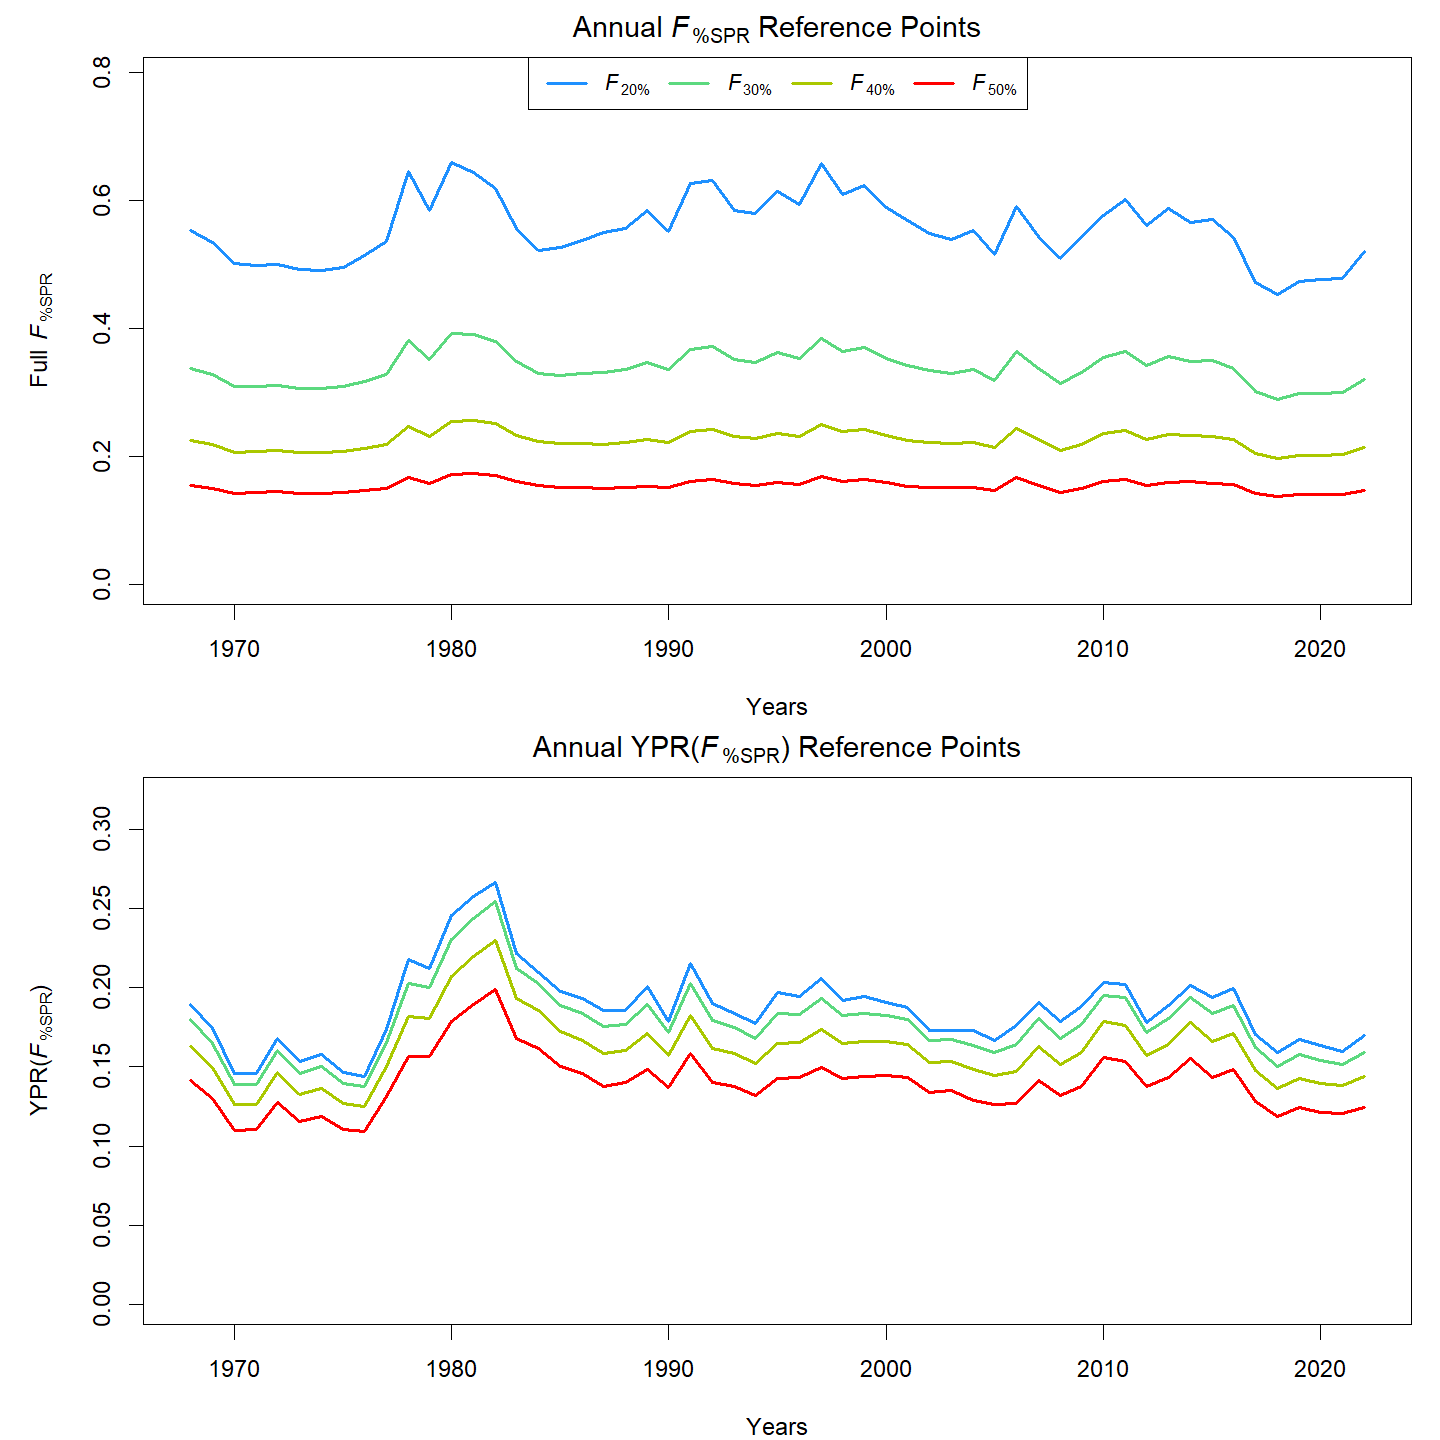 Annual F%SPR Reference Points
F20% F30% F40% F50%
0.8
0.6
0.4
0.2
0.0
Full F%SPR
1970 1980 1990 2000 2010 2020
Years
Annual YPR(F%SPR) Reference Points
0.30
0.25
0.20
0.15
0.10
0.05
0.00
YPR(F%SPR)
1970 1980 1990 2000 2010 2020
Years